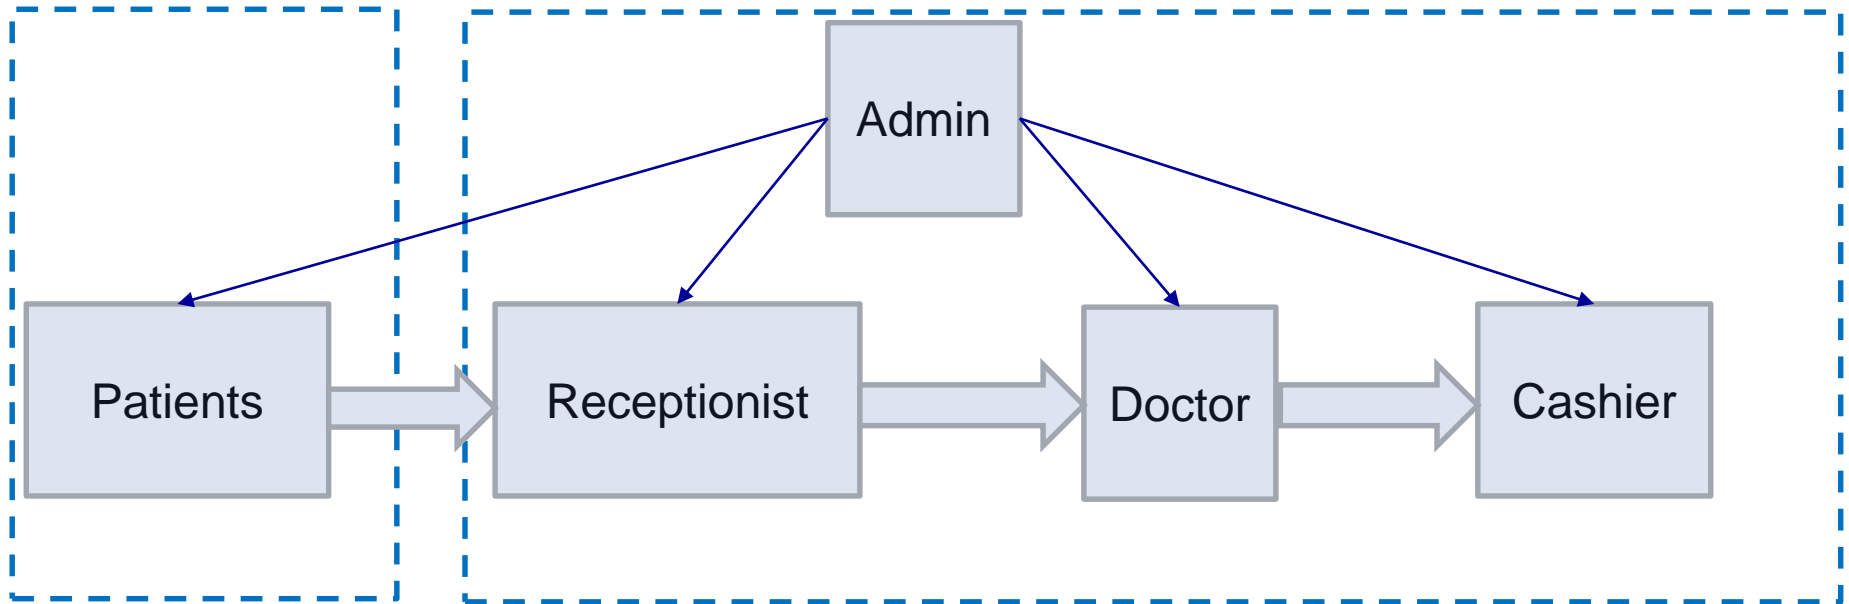 Admin
Patients
Receptionist
Doctor
Cashier